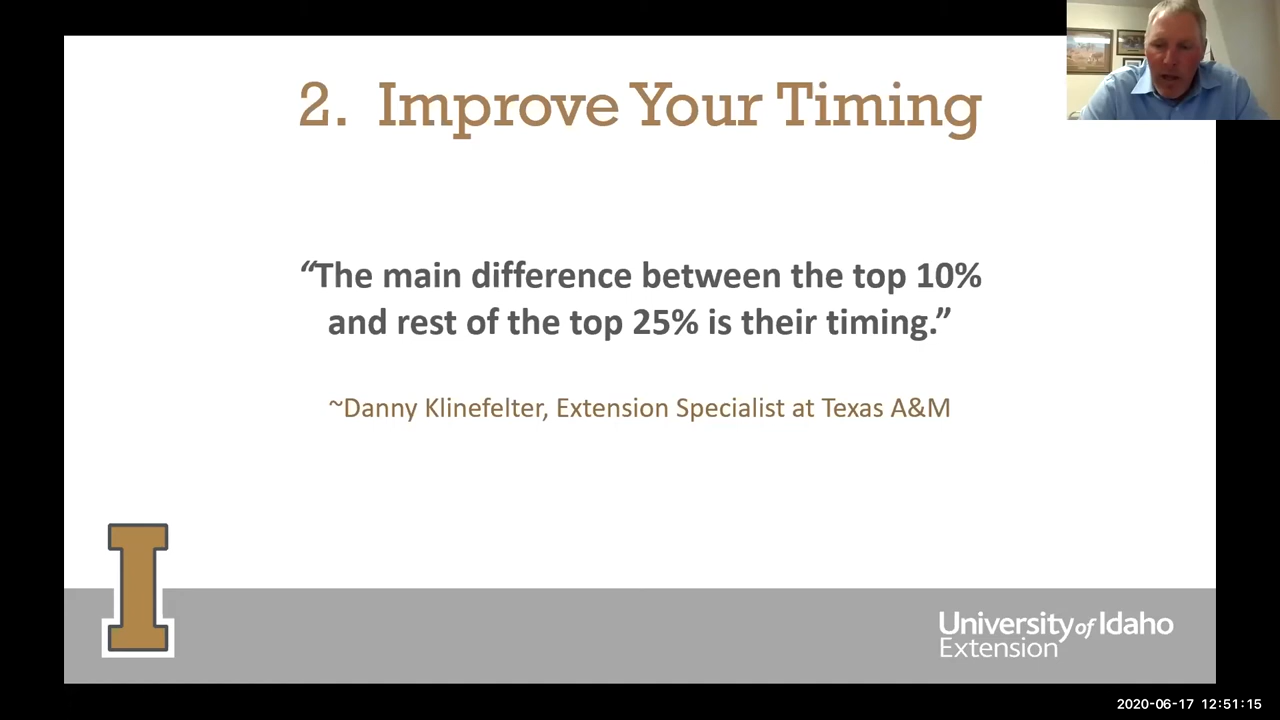 2. Improve Your Timing
“The main difference between the top 10%
and rest of the top 25% is their timing.”
~Danny Klinefelter, Extension Specialist at Texas A&M
I
University of Idaho
Extension
2020-06-17 12:51:15